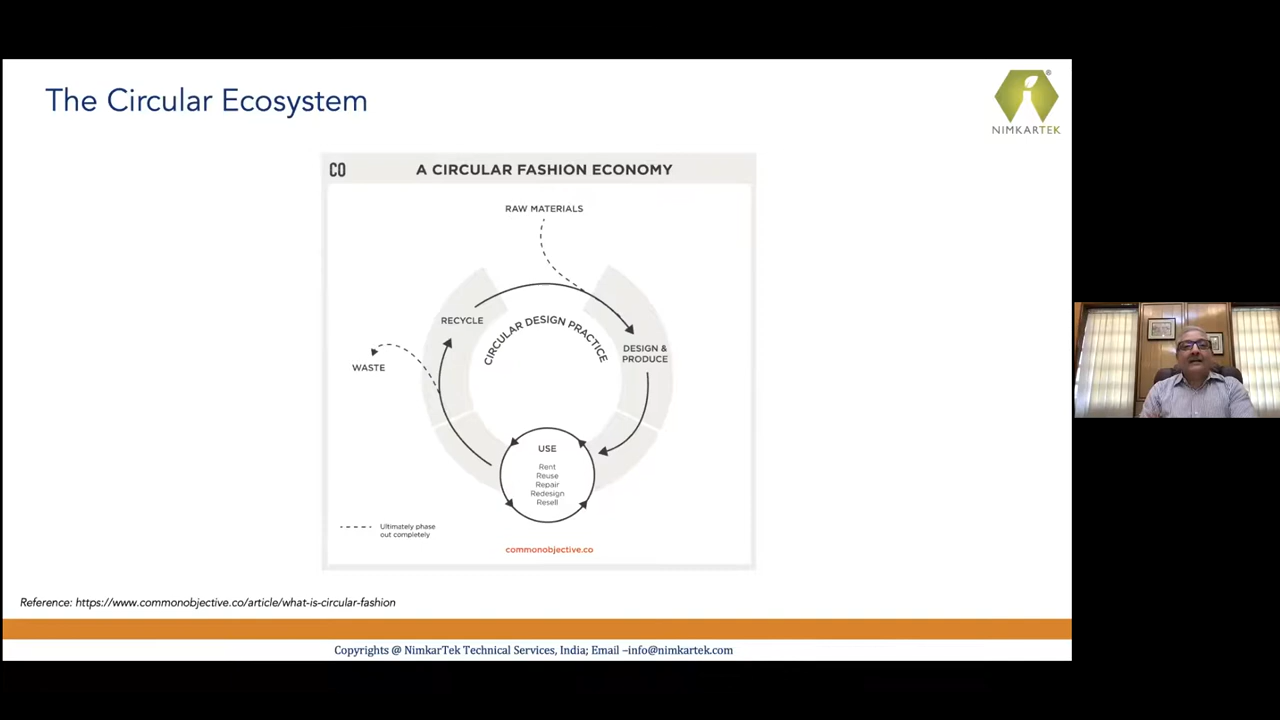 The Circular Ecosystem
®
NIMKARTEK
CO
A CIRCULAR FASHION ECONOMY
RAW MATERIALS
RECYCLE
CIRCULAR DESIGN PRACTICE
DESIGN &
PRODUCE
WASTE
USE
Rent
Reuse
Repair
Redesign
Resell
Ultimately phase
out completely
commonobjective.co
Reference: https://www.commonobjective.co/article/what-is-circular-fashion
Copyrights @ NimkarTek Technical Services, India; Email –info@nimkartek.com